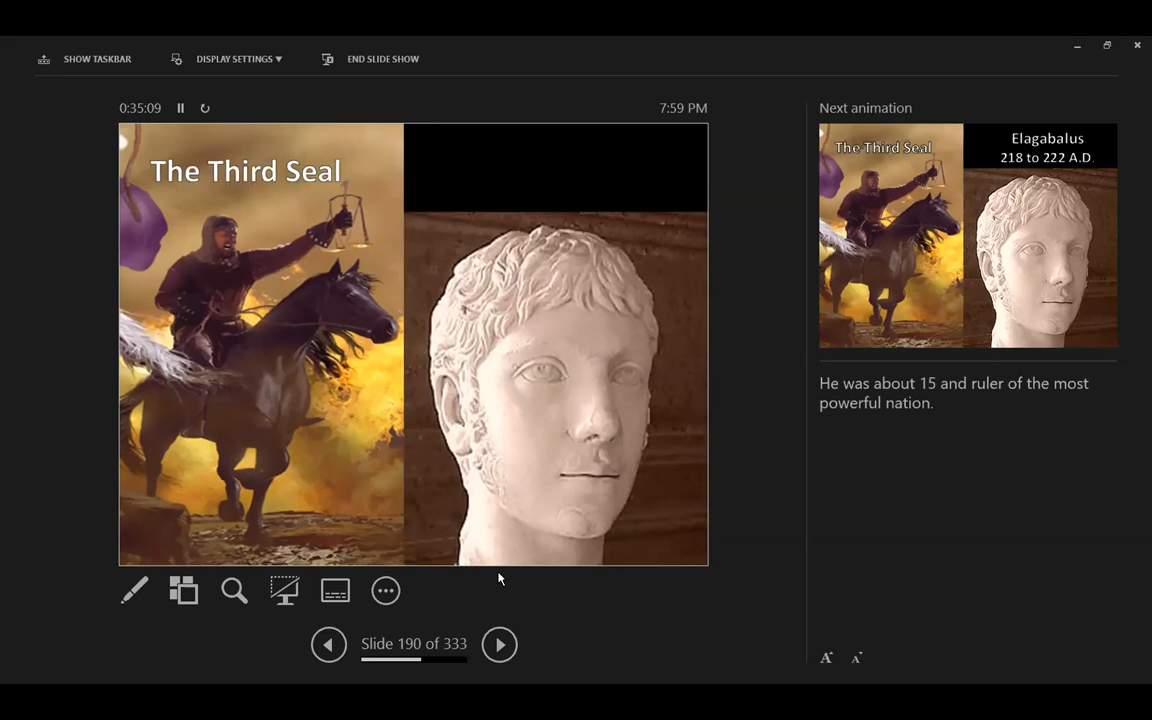 SHOW TASKBAR
DISPLAY SETTINGS ▾
END SLIDE SHOW
0:35:09
7:59 PM
The Third Seal
Slide 190 of 333
Next animation
The Third Seal
Elagabalus
218 to 222 A.D.
He was about 15 and ruler of the most
powerful nation.
A A